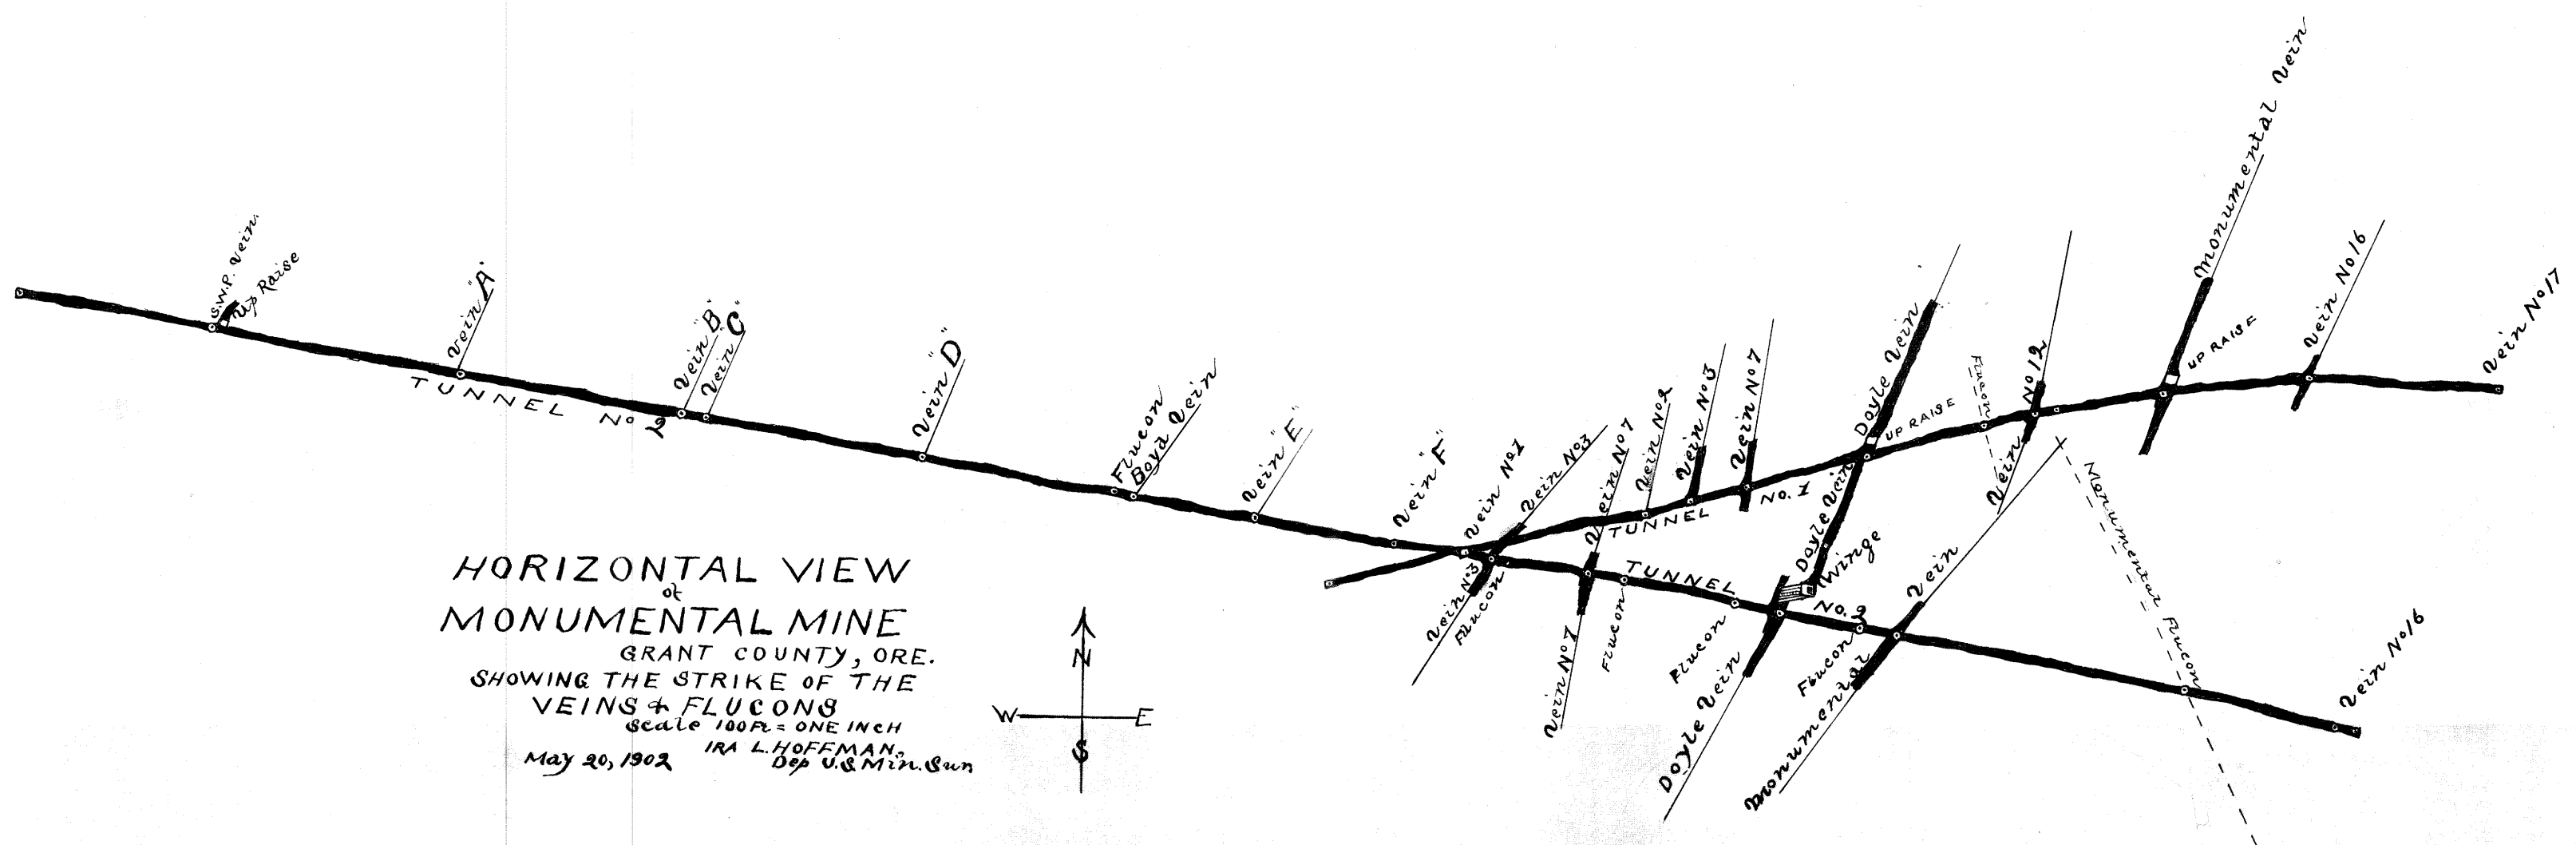 S.W.P. Vein.
Up Raise
Vein "A"
TUNNEL No 2
Vein "B"
Vein "C"
Vein "D"
Flucon
Boyd Vein
Vein "E"
Vein "F"
Vein No 1
Vein No 3
Vein No 7
Vein No 2
Vein No 3
Vein No 7
TUNNEL No. 1
Doyle Vein
UP RAISE
Flucon
Vein No 12
Monumental Vein
UP RAISE
Vein No 16
Vein No 17
Vein No 3
Flucon
Vein No 7
Flucon
TUNNEL No. 2
Flucon
Doyle Vein
Doyle Vein
Winge
Flucon
Monumental Vein
Monumental Flucon
Vein No 16
HORIZONTAL VIEW
of
MONUMENTAL MINE
GRANT COUNTY, ORE.
SHOWING THE STRIKE OF THE
VEINS & FLUCONS
Scale 100 Ft = ONE INCH
IRA L. HOFFMAN,
May 20, 1902 Dep U.S Min. Sur
N
W E
S